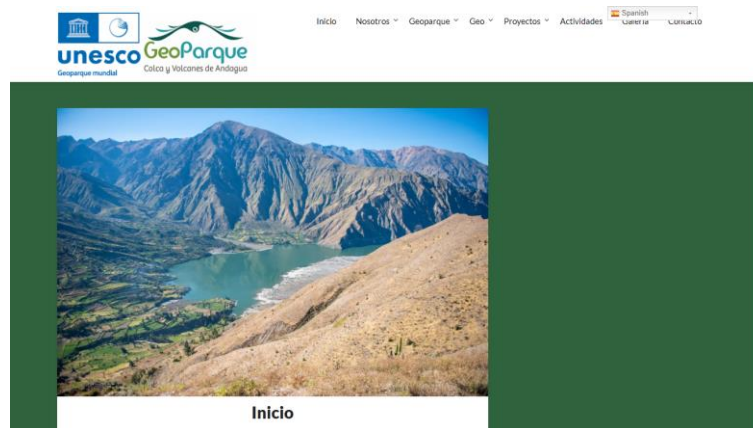 Inicio Nosotros Geoparque Geo Proyectos Actividades Galería Contacto
Spanish
unesco
Geoparque mundial
GeoParque
Colca y Volcanes de Andagua
Inicio